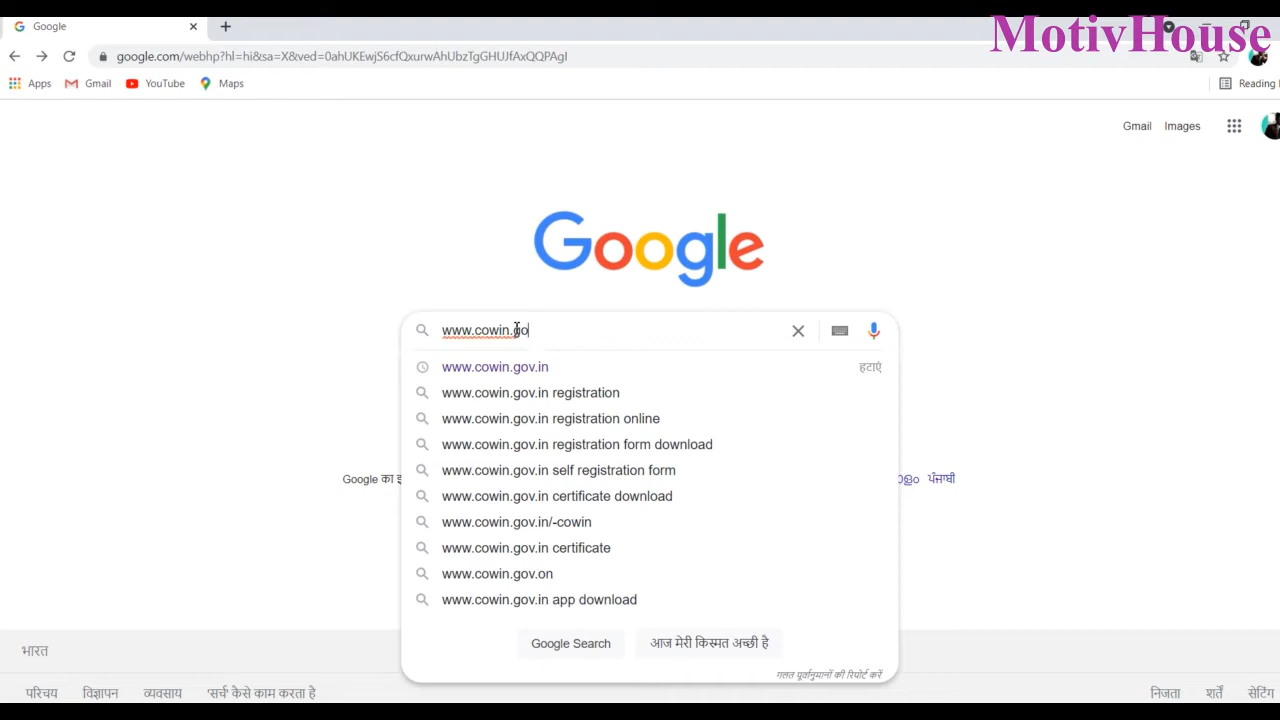 MotivHouse
Google
google.com/webhp?hl=hi&sa=X&ved=0ahUKEwjS6cfQxurwAhUbzTgGHUJfAxQQPAgI
Apps Gmail YouTube Maps Reading
Gmail Images
Google
www.cowin.go
www.cowin.gov.in हटाएं
www.cowin.gov.in registration
www.cowin.gov.in registration online
www.cowin.gov.in registration form download
www.cowin.gov.in self registration form
Google का ਪੰਜਾਬੀ
www.cowin.gov.in certificate download
www.cowin.gov.in/-cowin
www.cowin.gov.in certificate
www.cowin.gov.on
www.cowin.gov.in app download
Google Search आज मेरी किस्मत अच्छी है
भारत
गलत पूर्वानुमानों की रिपोर्ट करें
परिचय विज्ञापन व्यवसाय 'सर्च' कैसे काम करता है निजता शर्तें सेटिंग